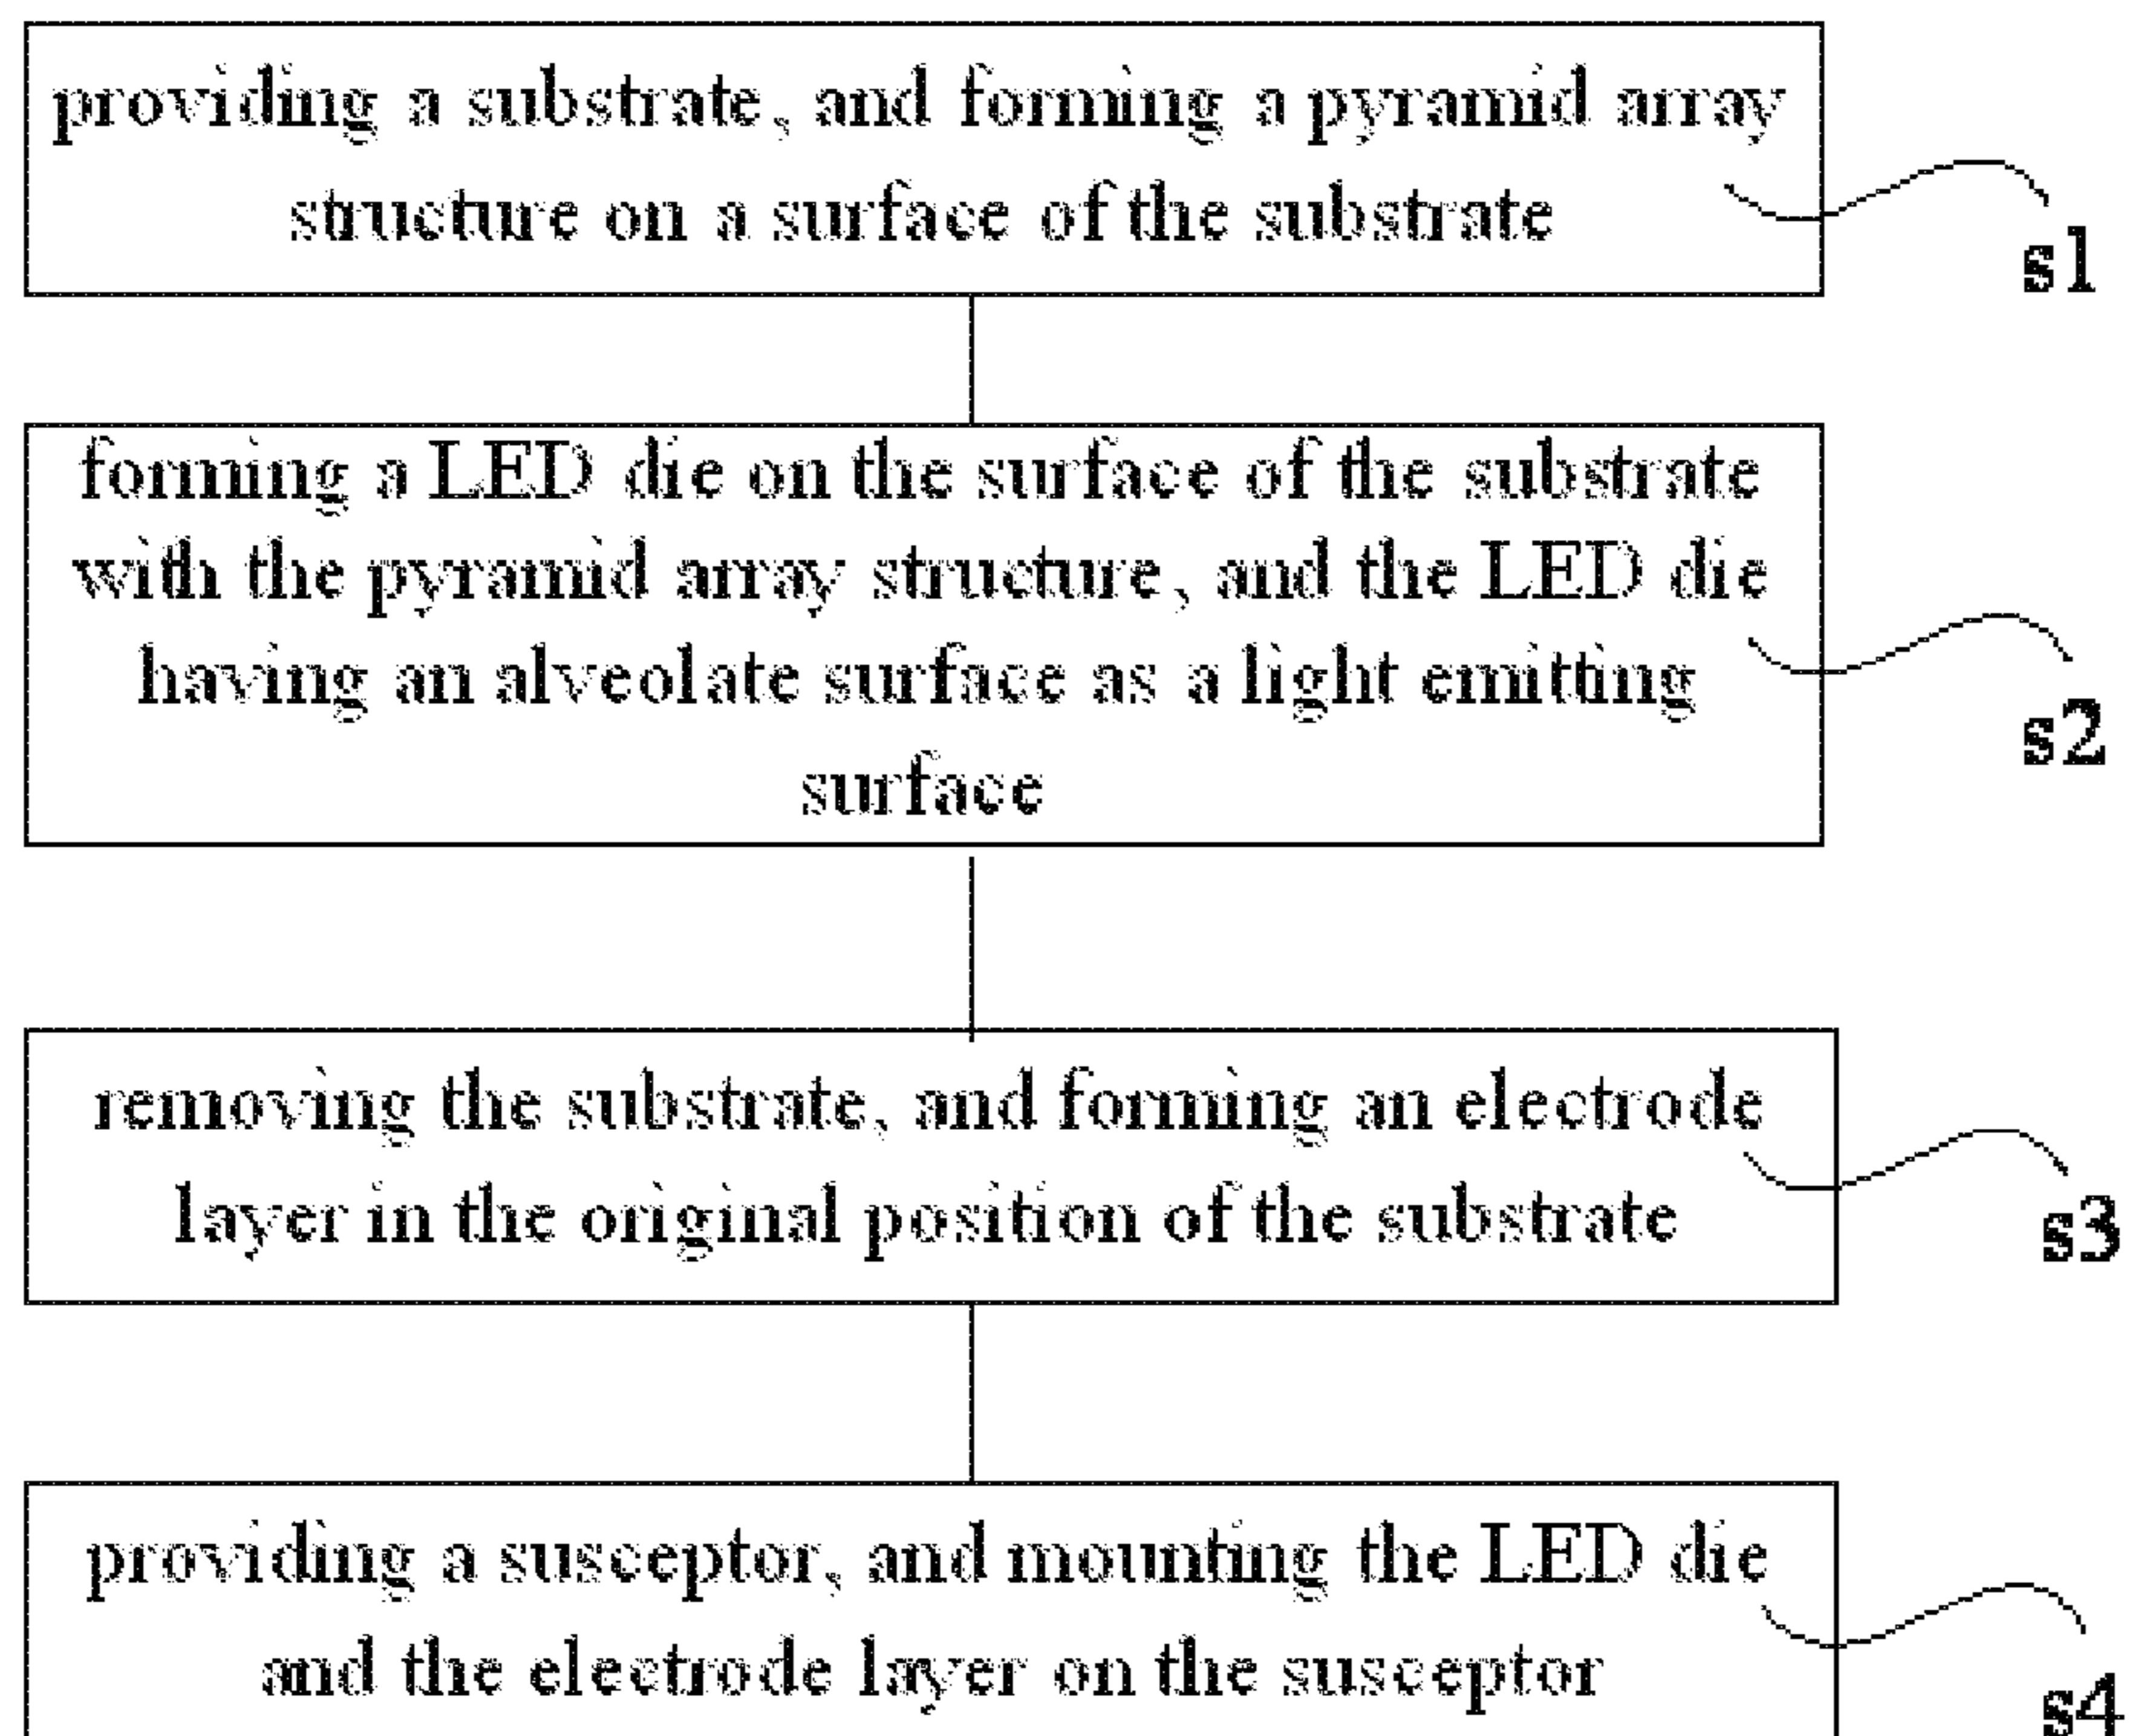 providing a substrate, and forming a pyramid array
structure on a surface of the substrate
s1
forming a LED die on the surface of the substrate
with the pyramid array structure, and the LED die
having an alveolate surface as a light emitting
surface
s2
removing the substrate, and forming an electrode
layer in the original position of the substrate
s3
providing a susceptor, and mounting the LED die
and the electrode layer on the susceptor
s4